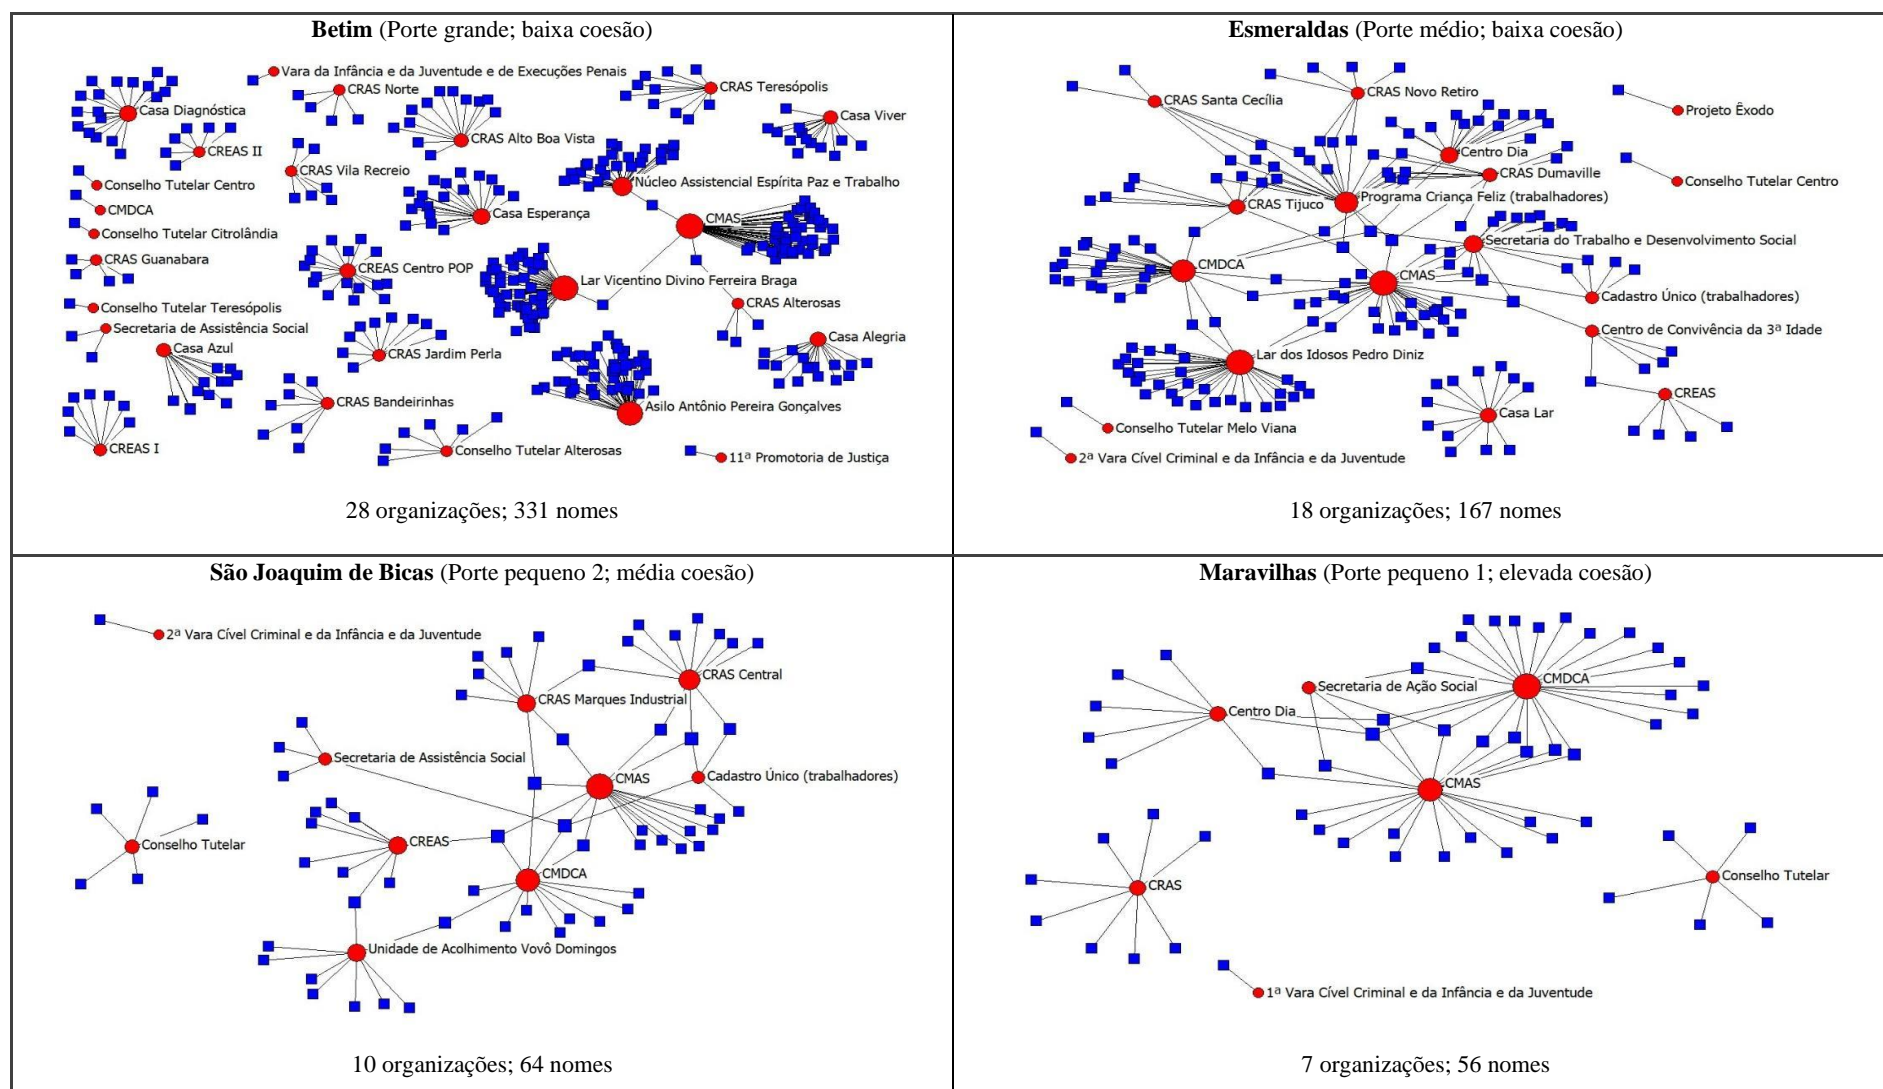 Betim (Porte grande; baixa coesão)
Vara da Infância e da Juventude e de Execuções Penais
CRAS Norte
CRAS Teresópolis
Casa Diagnóstica
Casa Viver
CRAS Alto Boa Vista
CREAS II
CRAS Vila Recreio
Núcleo Assistencial Espírita Paz e Trabalho
Conselho Tutelar Centro
CMDCA
Casa Esperança
CMAS
Conselho Tutelar Citrolândia
CRAS Guanabara
CREAS Centro POP
Lar Vicentino Divino Ferreira Braga
CRAS Alterosas
Conselho Tutelar Teresópolis
Secretaria de Assistência Social
Casa Alegria
Casa Azul
CRAS Jardim Perla
CRAS Bandeirinhas
Asilo Antônio Pereira Gonçalves
CREAS I
Conselho Tutelar Alterosas
11ª Promotoria de Justiça
28 organizações; 331 nomes
Esmeraldas (Porte médio; baixa coesão)
CRAS Santa Cecília
CRAS Novo Retiro
Projeto Êxodo
Centro Dia
CRAS Dumaville
Conselho Tutelar Centro
Programa Criança Feliz (trabalhadores)
CRAS Tijuco
Secretaria do Trabalho e Desenvolvimento Social
CMDCA
CMAS
Cadastro Único (trabalhadores)
Centro de Convivência da 3ª Idade
Lar dos Idosos Pedro Diniz
CREAS
Casa Lar
Conselho Tutelar Melo Viana
2ª Vara Cível Criminal e da Infância e da Juventude
18 organizações; 167 nomes
São Joaquim de Bicas (Porte pequeno 2; média coesão)
2ª Vara Cível Criminal e da Infância e da Juventude
CRAS Central
CRAS Marques Industrial
Secretaria de Assistência Social
CMAS
Cadastro Único (trabalhadores)
Conselho Tutelar
CREAS
CMDCA
Unidade de Acolhimento Vovô Domingos
10 organizações; 64 nomes
Maravilhas (Porte pequeno 1; elevada coesão)
CMDCA
Secretaria de Ação Social
Centro Dia
CMAS
CRAS
Conselho Tutelar
1ª Vara Cível Criminal e da Infância e da Juventude
7 organizações; 56 nomes